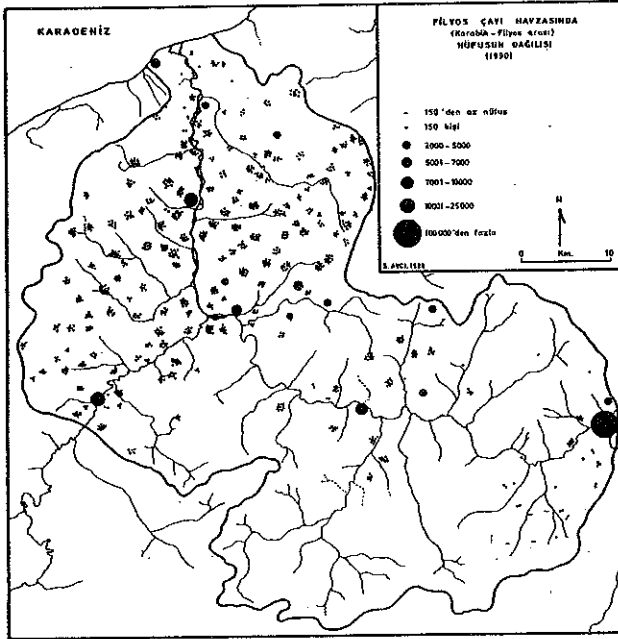 KARADENİZ
FİLYOS ÇAYI HAVZASINDA
(Karabük - Filyos arası)
NÜFUSUN DAĞILIŞI
(1990)
150'den az nüfus
150 kişi
2000-5000
5001-7000
7001-10000
10001-25000
100000'den fazla
N
0 Km. 10
S. AVCI, 1998